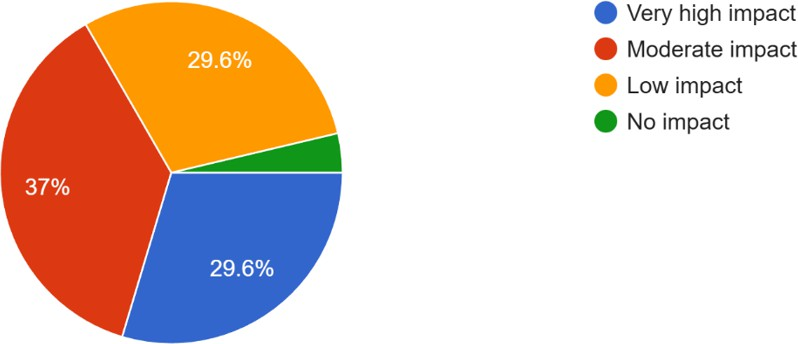 Very high impact
Moderate impact
Low impact
No impact
29.6%
37%
29.6%